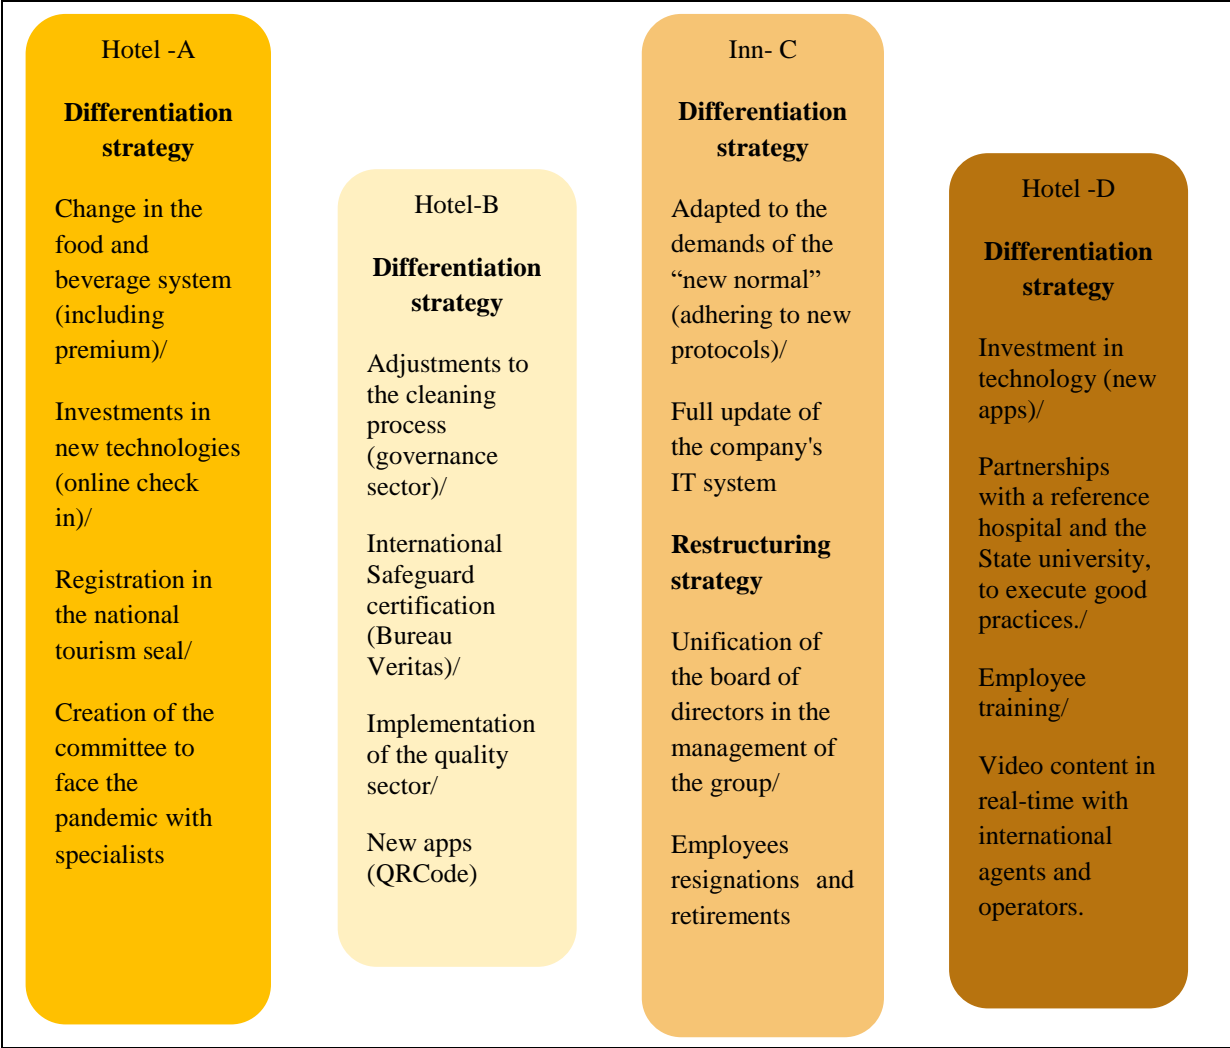 Hotel -A
Differentiation
strategy
Change in the
food and
beverage system
(including
premium)/
Investments in
new technologies
(online check
in)/
Registration in
the national
tourism seal/
Creation of the
committee to
face the
pandemic with
specialists
Hotel-B
Differentiation
strategy
Adjustments to
the cleaning
process
(governance
sector)/
International
Safeguard
certification
(Bureau
Veritas)/
Implementation
of the quality
sector/
New apps
(QRCode)
Inn- C
Differentiation
strategy
Adapted to the
demands of the
“new normal”
(adhering to new
protocols)/
Full update of
the company's
IT system
Restructuring
strategy
Unification of
the board of
directors in the
management of
the group/
Employees
resignations and
retirements
Hotel -D
Differentiation
strategy
Investment in
technology (new
apps)/
Partnerships
with a reference
hospital and the
State university,
to execute good
practices./
Employee
training/
Video content in
real-time with
international
agents and
operators.